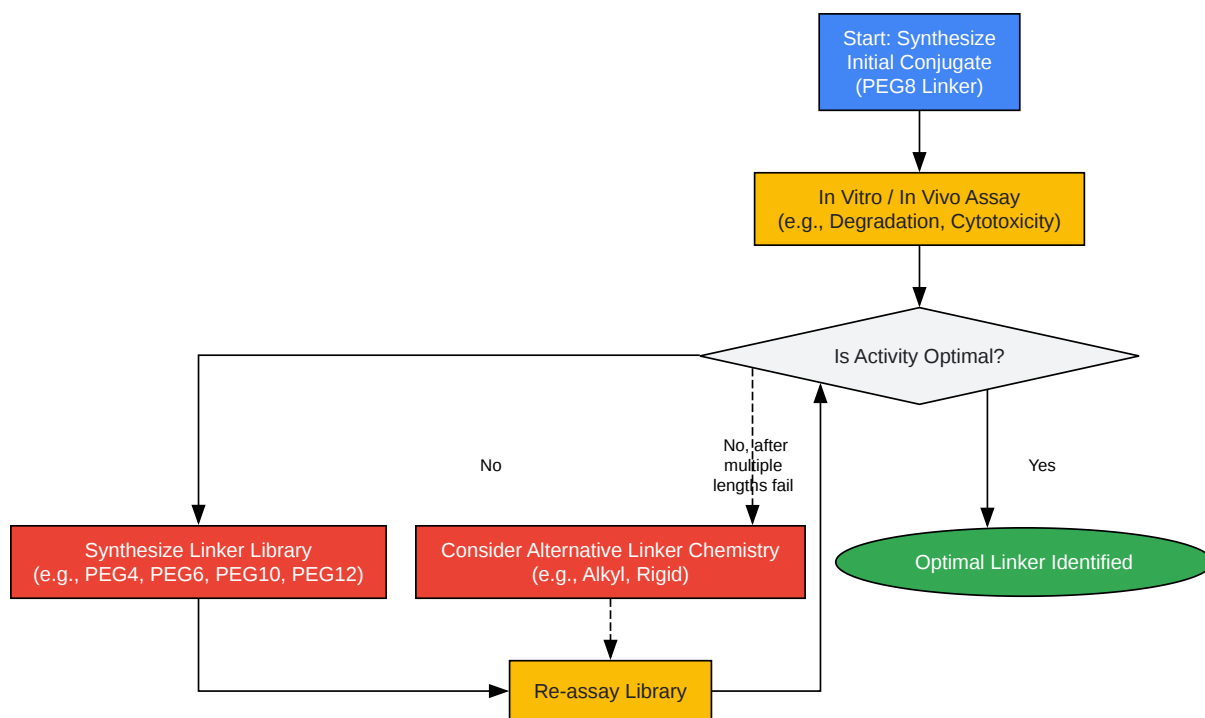 Start: Synthesize
Initial Conjugate
(PEG8 Linker)
In Vitro / In Vivo Assay
(e.g., Degradation, Cytotoxicity)
Is Activity Optimal?
No
No, after
multiple
lengths fail
Yes
Synthesize Linker Library
(e.g., PEG4, PEG6, PEG10, PEG12)
Consider Alternative Linker Chemistry
(e.g., Alkyl, Rigid)
Optimal Linker Identified
Re-assay Library